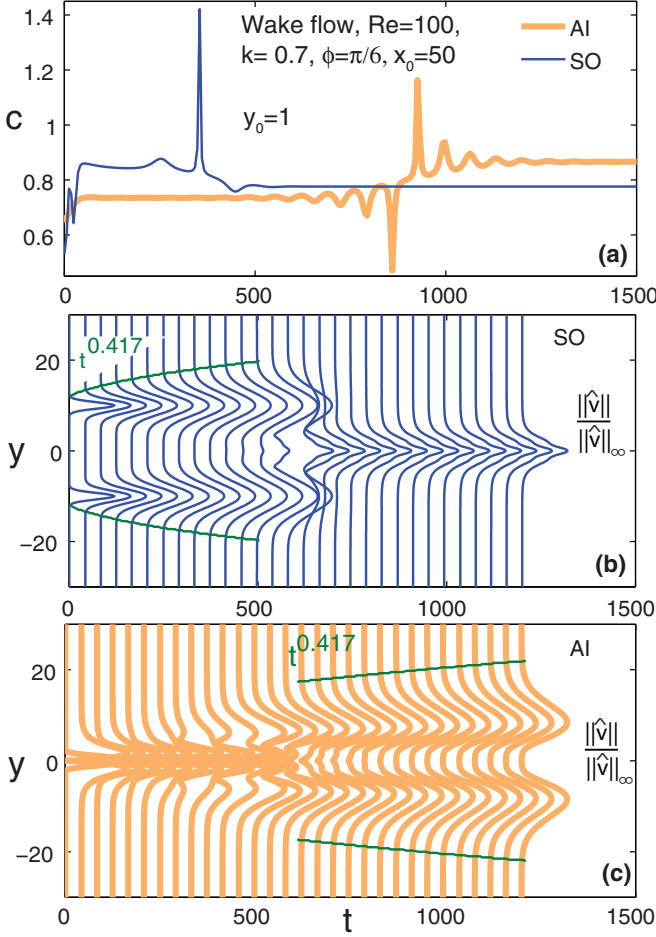 1.4
1.2
1
0.8
0.6
c
Wake flow, Re=100,
k= 0.7, ϕ=π/6, x₀=50
y₀=1
AI
SO
(a)
0
500
1000
1500
20
0
−20
y
t^0.417
SO
||v̂||
||v̂||∞
(b)
0
500
1000
1500
20
0
−20
y
t^0.417
AI
||v̂||
||v̂||∞
(c)
0
500
t
1000
1500